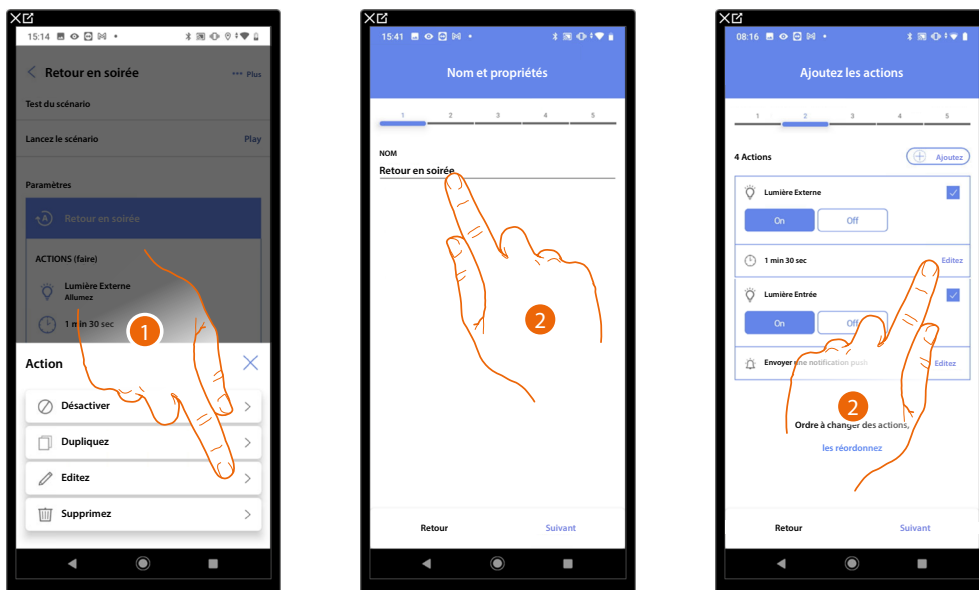 15:14
Retour en soirée
••• Plus
Test du scénario
Lancez le scénario
Play
Paramètres
Retour en soirée
ACTIONS (faire)
Lumière Externe
Allumez
1 min 30 sec
1
Action
Désactiver
Dupliquez
Editez
Supprimez
15:41
Nom et propriétés
1 2 3 4 5
NOM
Retour en soirée
2
Retour
Suivant
08:16
Ajoutez les actions
1 2 3 4 5
4 Actions
Ajoutez
Lumière Externe
On
Off
1 min 30 sec
Editez
Lumière Entrée
On
Off
Envoyer une notification push
Editez
2
Ordre à changer des actions,
les réordonnez
Retour
Suivant